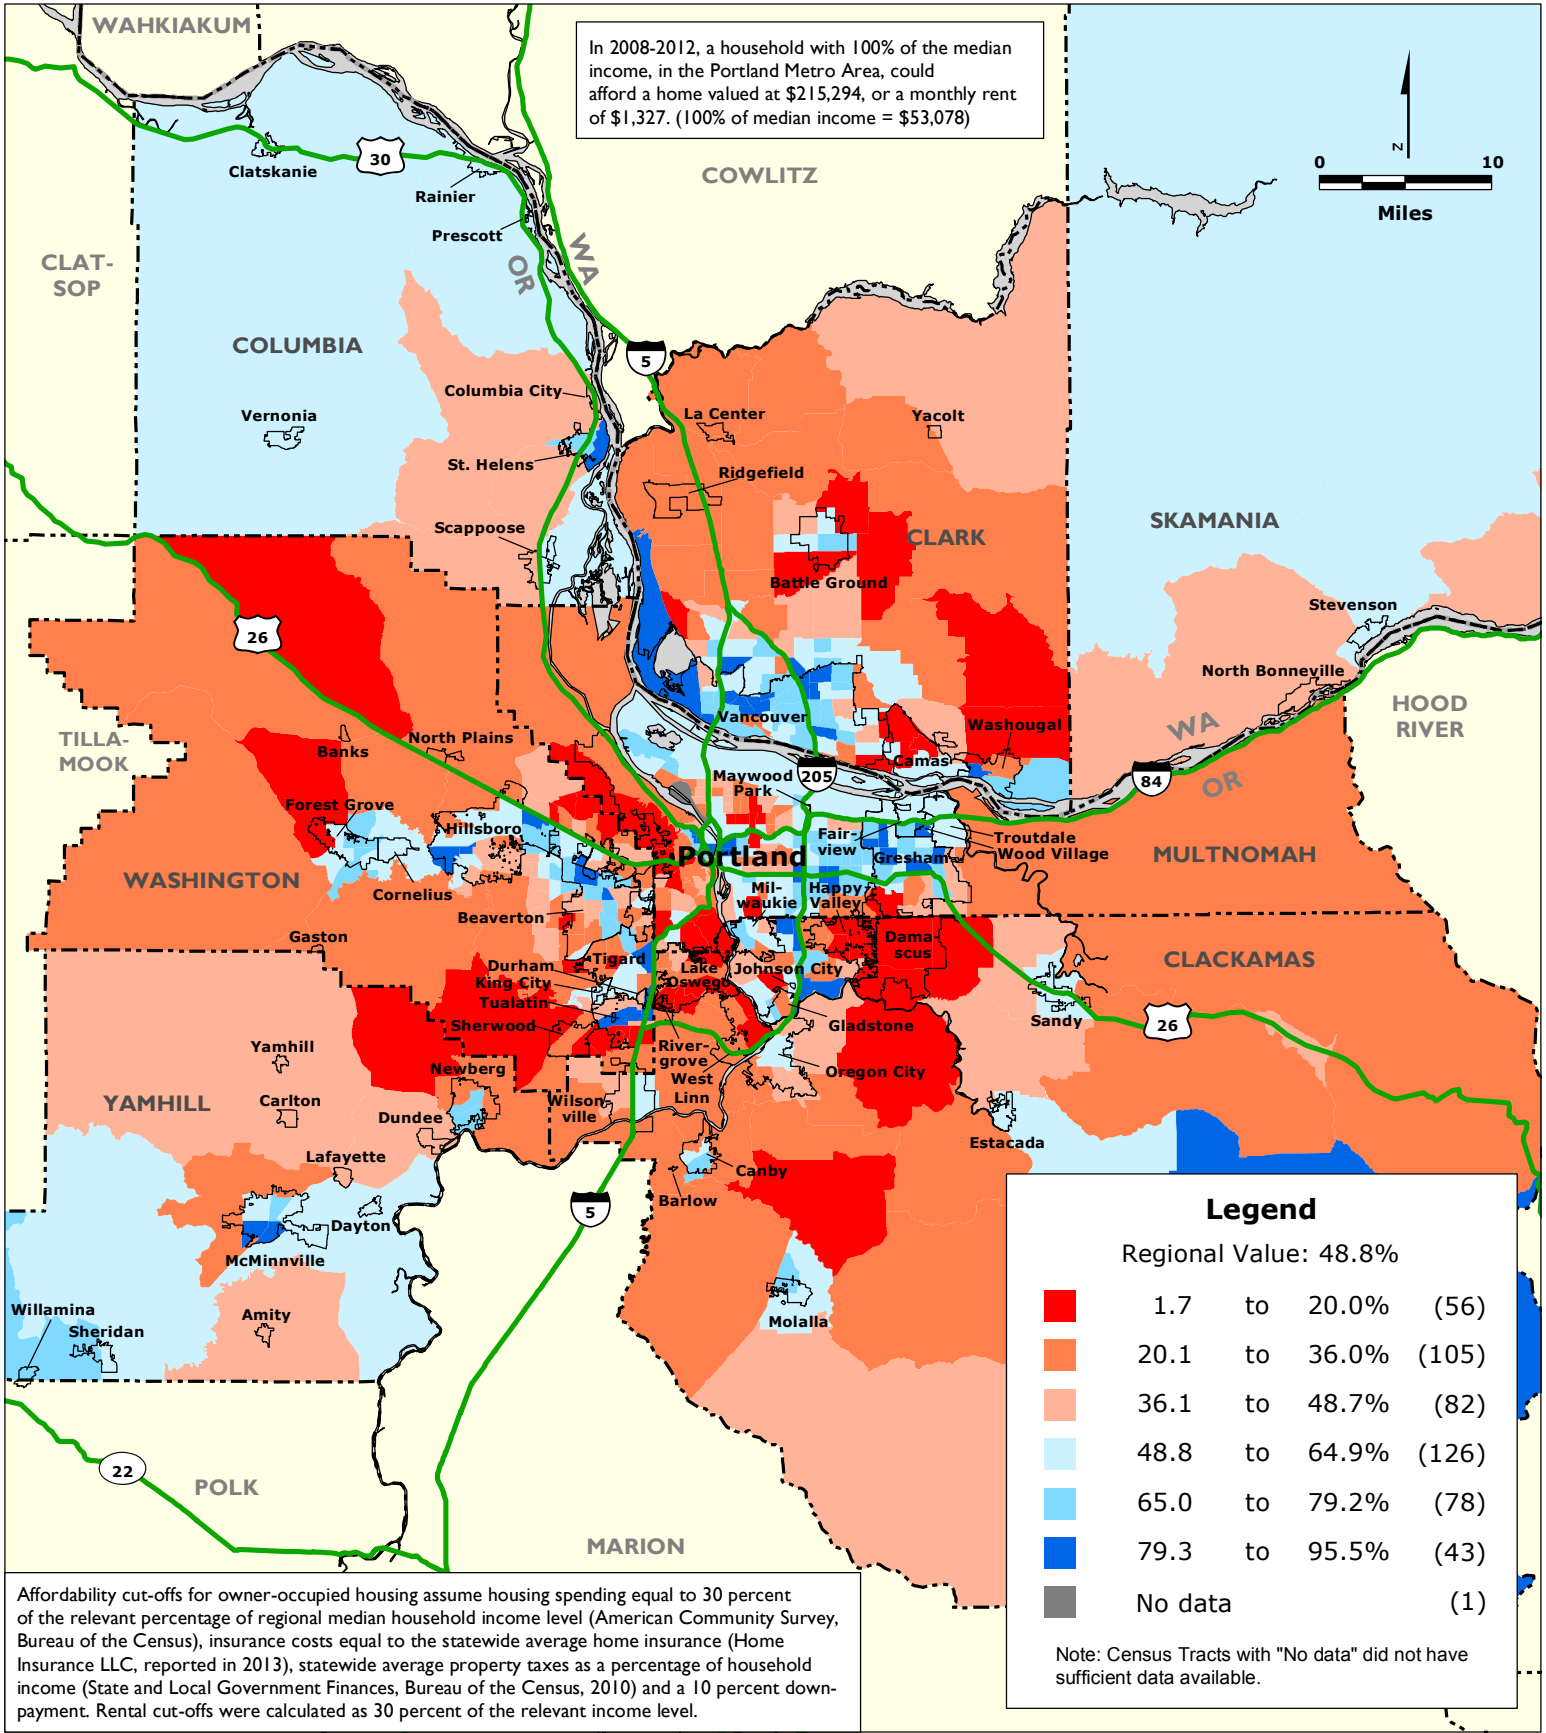 WAHKIAKUM
In 2008-2012, a household with 100% of the median
income, in the Portland Metro Area, could
afford a home valued at $215,294, or a monthly rent
of $1,327. (100% of median income = $53,078)
Clatskanie
30
Rainier
Prescott
COWLITZ
N
0 10
Miles
CLAT-
SOP
OR
WA
COLUMBIA
5
Columbia City
Vernonia
St. Helens
La Center
Yacolt
Ridgefield
Scappoose
CLARK
SKAMANIA
Battle Ground
Stevenson
26
North Bonneville
HOOD
RIVER
WA
OR
TILLA-
MOOK
Banks
North Plains
Vancouver
Washougal
Camas
Maywood
Park
205
84
Forest Grove
Hillsboro
Portland
Fair-
view
Gresham
Troutdale
Wood Village
MULTNOMAH
WASHINGTON
Cornelius
Mil-
waukie
Happy
Valley
Beaverton
Gaston
Dama-
scus
CLACKAMAS
Durham
Tigard
King City
Lake
Oswego
Johnson City
Tualatin
Sherwood
Gladstone
Sandy
26
Yamhill
Newberg
River-
grove
West
Linn
Oregon City
YAMHILL
Carlton
Dundee
Wilson
ville
Estacada
Lafayette
Canby
Barlow
5
Dayton
McMinnville
Willamina
Sheridan
Amity
Molalla
22
POLK
MARION
Legend
Regional Value: 48.8%
1.7 to 20.0% (56)
20.1 to 36.0% (105)
36.1 to 48.7% (82)
48.8 to 64.9% (126)
65.0 to 79.2% (78)
79.3 to 95.5% (43)
No data (1)
Note: Census Tracts with "No data" did not have
sufficient data available.
Affordability cut-offs for owner-occupied housing assume housing spending equal to 30 percent
of the relevant percentage of regional median household income level (American Community Survey,
Bureau of the Census), insurance costs equal to the statewide average home insurance (Home
Insurance LLC, reported in 2013), statewide average property taxes as a percentage of household
income (State and Local Government Finances, Bureau of the Census, 2010) and a 10 percent down-
payment. Rental cut-offs were calculated as 30 percent of the relevant income level.